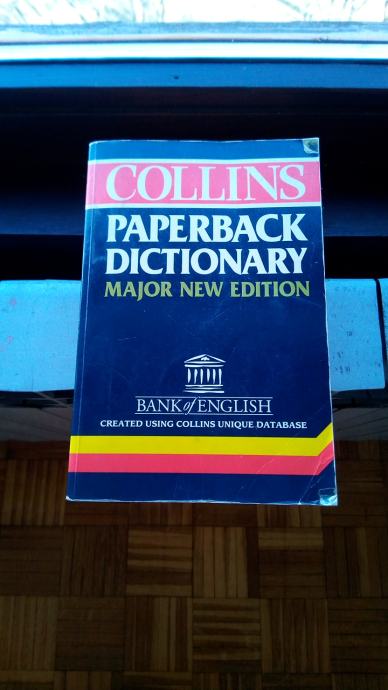 COLLINS
PAPERBACK
DICTIONARY
MAJOR NEW EDITION
BANK of ENGLISH
CREATED USING COLLINS UNIQUE DATABASE